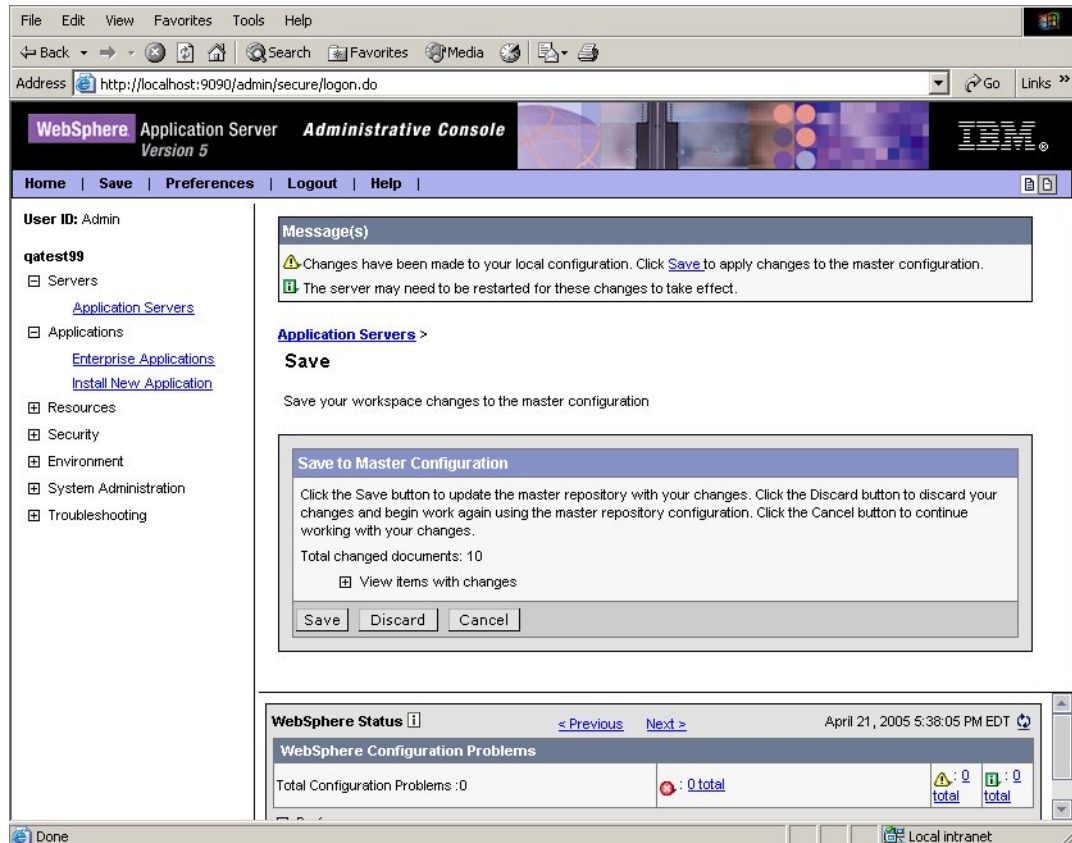 File Edit View Favorites Tools Help
Back Search Favorites Media
Address http://localhost:9090/admin/secure/logon.do Go Links »
WebSphere Application Server Administrative Console
Version 5
IBM®
Home | Save | Preferences | Logout | Help |
User ID: Admin
qatest99
Servers
Application Servers
Applications
Enterprise Applications
Install New Application
Resources
Security
Environment
System Administration
Troubleshooting
Message(s)
Changes have been made to your local configuration. Click Save to apply changes to the master configuration.
The server may need to be restarted for these changes to take effect.
Application Servers >
Save
Save your workspace changes to the master configuration
Save to Master Configuration
Click the Save button to update the master repository with your changes. Click the Discard button to discard your
changes and begin work again using the master repository configuration. Click the Cancel button to continue
working with your changes.
Total changed documents: 10
View items with changes
Save Discard Cancel
WebSphere Status i < Previous Next > April 21, 2005 5:38:05 PM EDT
WebSphere Configuration Problems
Total Configuration Problems :0 : 0 total : 0 total : 0 total
Done Local intranet